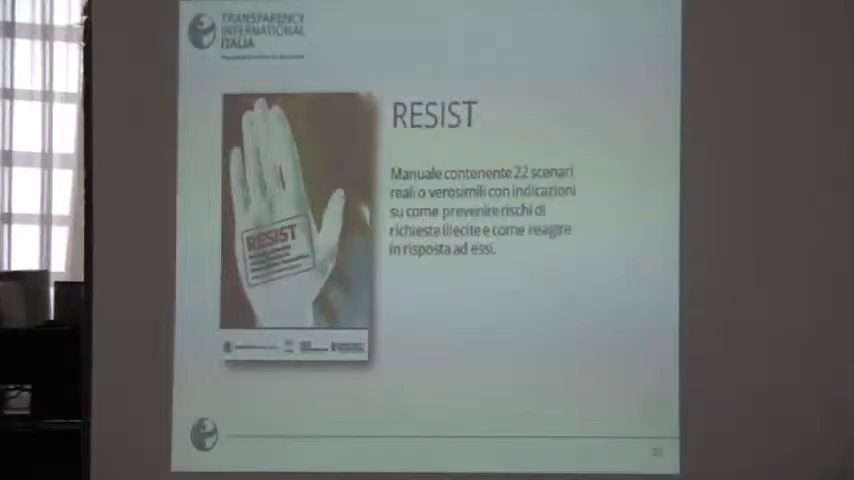 TRANSPARENCY
INTERNATIONAL
ITALIA
RESIST
Manuale contenente 22 scenari
reali o verosimili con indicazioni
su come prevenire rischi di
richieste illecite e come reagire
in risposta ad essi.
RESIST